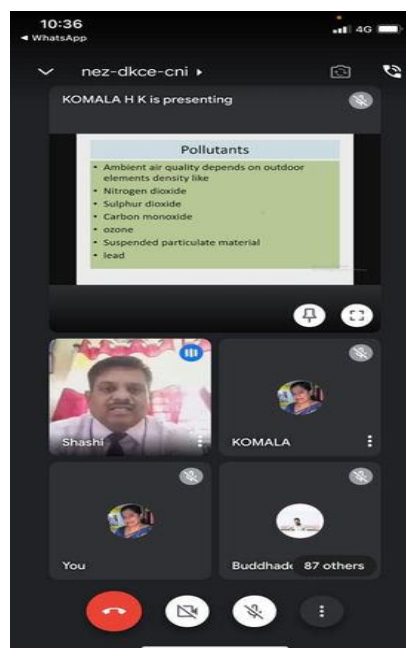 10:36
4G
WhatsApp
nez-dkce-cni
KOMALA H K is presenting
Pollutants
• Ambient air quality depends on outdoor
elements density like
• Nitrogen dioxide
• Sulphur dioxide
• Carbon monoxide
• ozone
• Suspended particulate material
• lead
Shashi
KOMALA
You
Buddhade
87 others